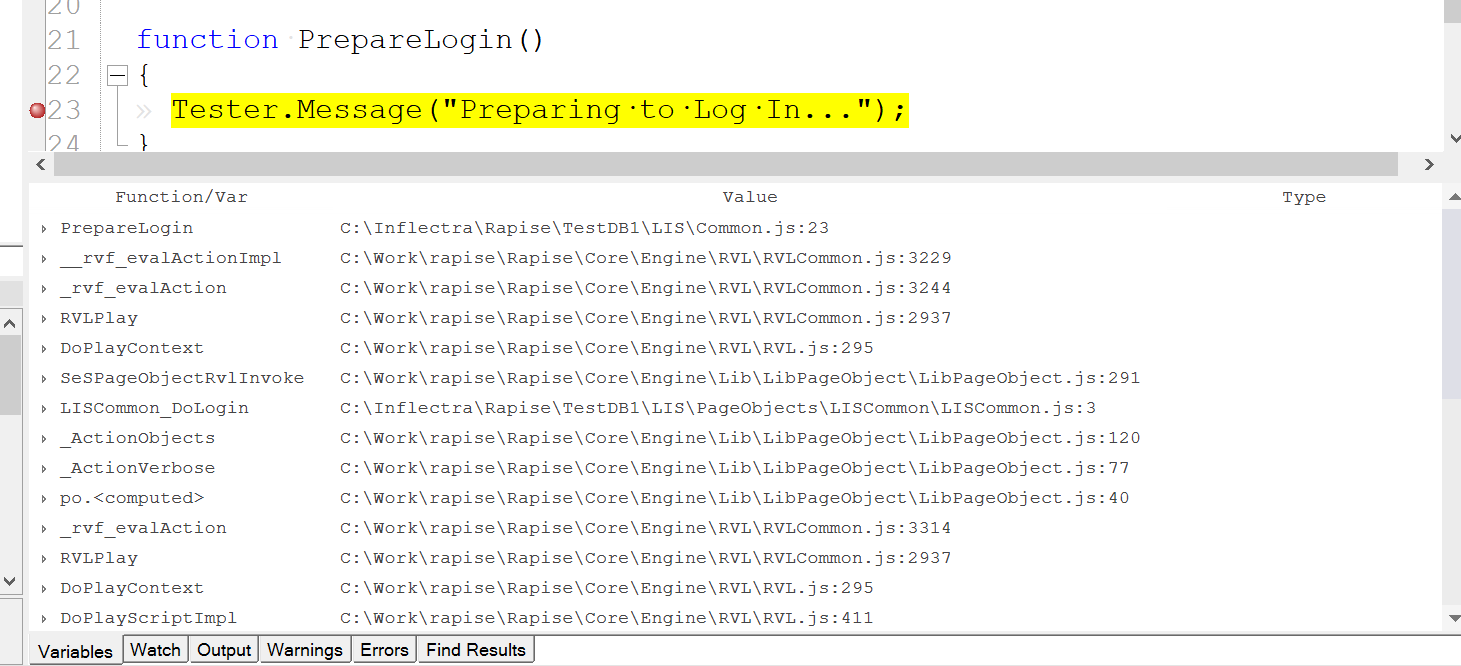 20
21 function PrepareLogin()
22 {
23 Tester.Message("Preparing to Log In...");
24 }
Function/Var Value Type
PrepareLogin C:\Inflectra\Rapise\TestDB1\LIS\Common.js:23
__rvf_evalActionImpl C:\Work\rapise\Rapise\Core\Engine\RVL\RVLCommon.js:3229
_rvf_evalAction C:\Work\rapise\Rapise\Core\Engine\RVL\RVLCommon.js:3244
RVLPlay C:\Work\rapise\Rapise\Core\Engine\RVL\RVLCommon.js:2937
DoPlayContext C:\Work\rapise\Rapise\Core\Engine\RVL\RVL.js:295
SeSPageObjectRvlInvoke C:\Work\rapise\Rapise\Core\Engine\Lib\LibPageObject\LibPageObject.js:291
LISCommon_DoLogin C:\Inflectra\Rapise\TestDB1\LIS\PageObjects\LISCommon\LISCommon.js:3
_ActionObjects C:\Work\rapise\Rapise\Core\Engine\Lib\LibPageObject\LibPageObject.js:120
_ActionVerbose C:\Work\rapise\Rapise\Core\Engine\Lib\LibPageObject\LibPageObject.js:77
po.<computed> C:\Work\rapise\Rapise\Core\Engine\Lib\LibPageObject\LibPageObject.js:40
_rvf_evalAction C:\Work\rapise\Rapise\Core\Engine\RVL\RVLCommon.js:3314
RVLPlay C:\Work\rapise\Rapise\Core\Engine\RVL\RVLCommon.js:2937
DoPlayContext C:\Work\rapise\Rapise\Core\Engine\RVL\RVL.js:295
DoPlayScriptImpl C:\Work\rapise\Rapise\Core\Engine\RVL\RVL.js:411
Variables Watch Output Warnings Errors Find Results